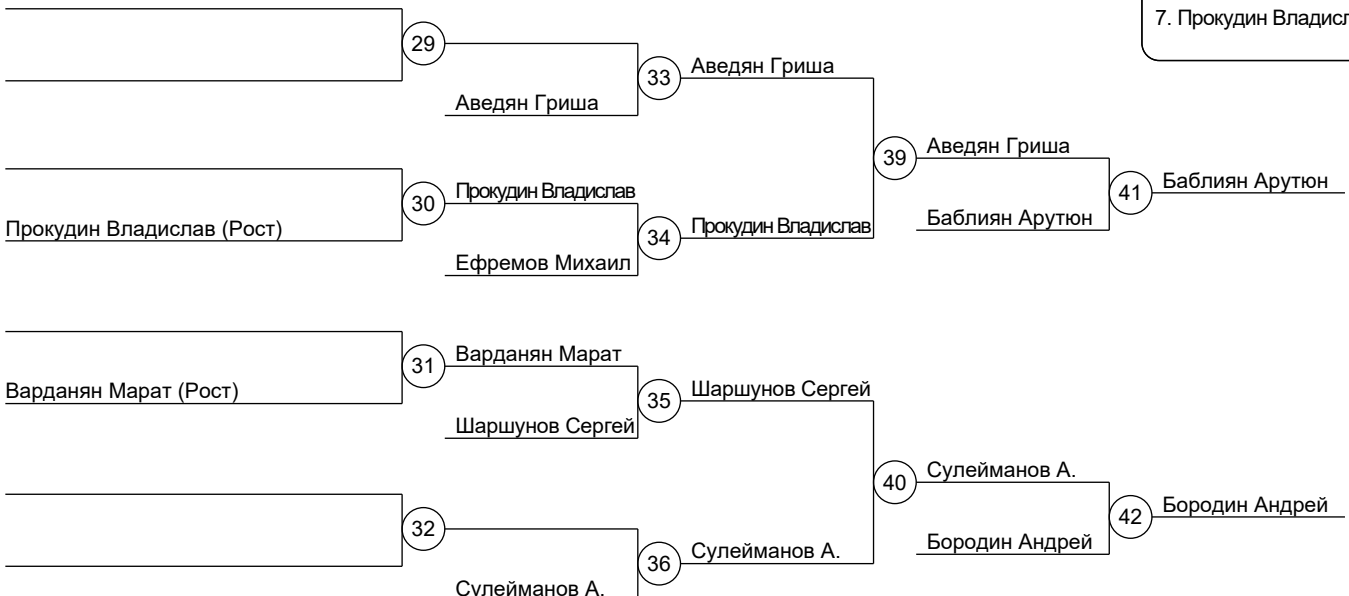 7. Прокудин
29
33
Аведян Гриша
Аведян Гриша
39
Аведян Гриша
30
Прокудин Владислав
41
Баблиян Арутюн
Прокудин Владислав (Рост)
34
Прокудин Владислав
Баблиян Арутюн
Ефремов Михаил
31
Варданян Марат
Варданян Марат (Рост)
35
Шаршунов Сергей
Шаршунов Сергей
40
Сулейманов А.
32
42
Бородин Андрей
36
Сулейманов А.
Бородин Андрей
Сулейманов А.